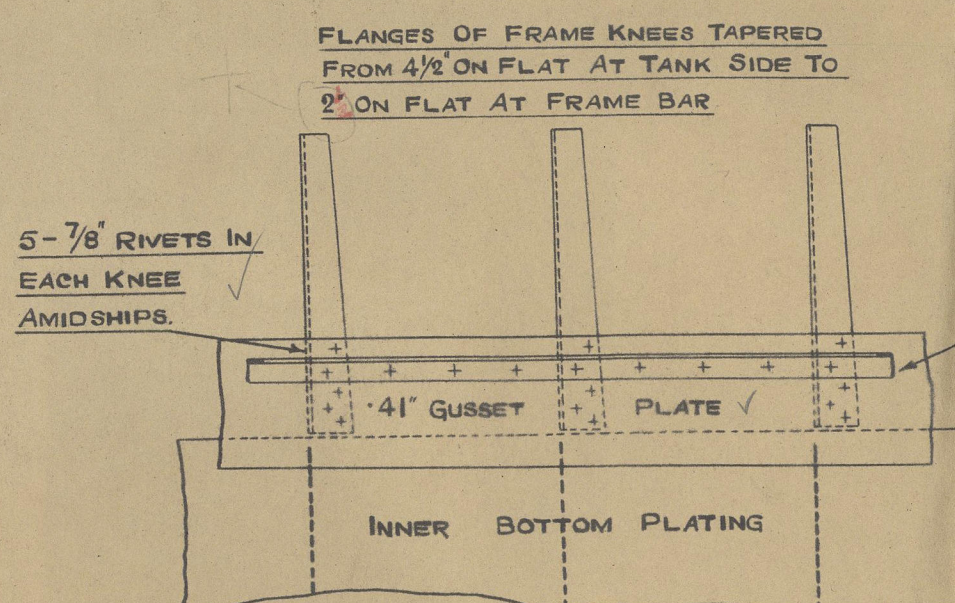 FLANGES OF FRAME KNEES TAPERED
FROM 4½" ON FLAT AT TANK SIDE TO
2" ON FLAT AT FRAME BAR
5-7/8" RIVETS IN
EACH KNEE
AMIDSHIPS.
·41" GUSSET PLATE
INNER BOTTOM PLATING